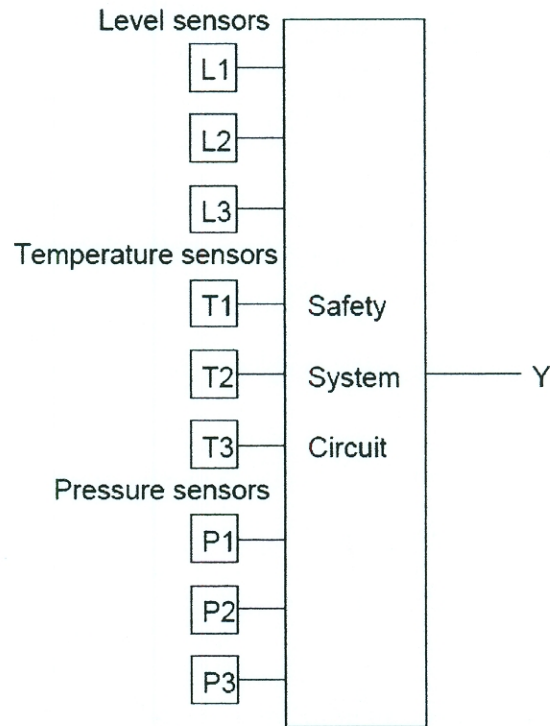 Level sensors
L1
L2
L3
Temperature sensors
T1
Safety
T2
System
Y
T3
Circuit
Pressure sensors
P1
P2
P3